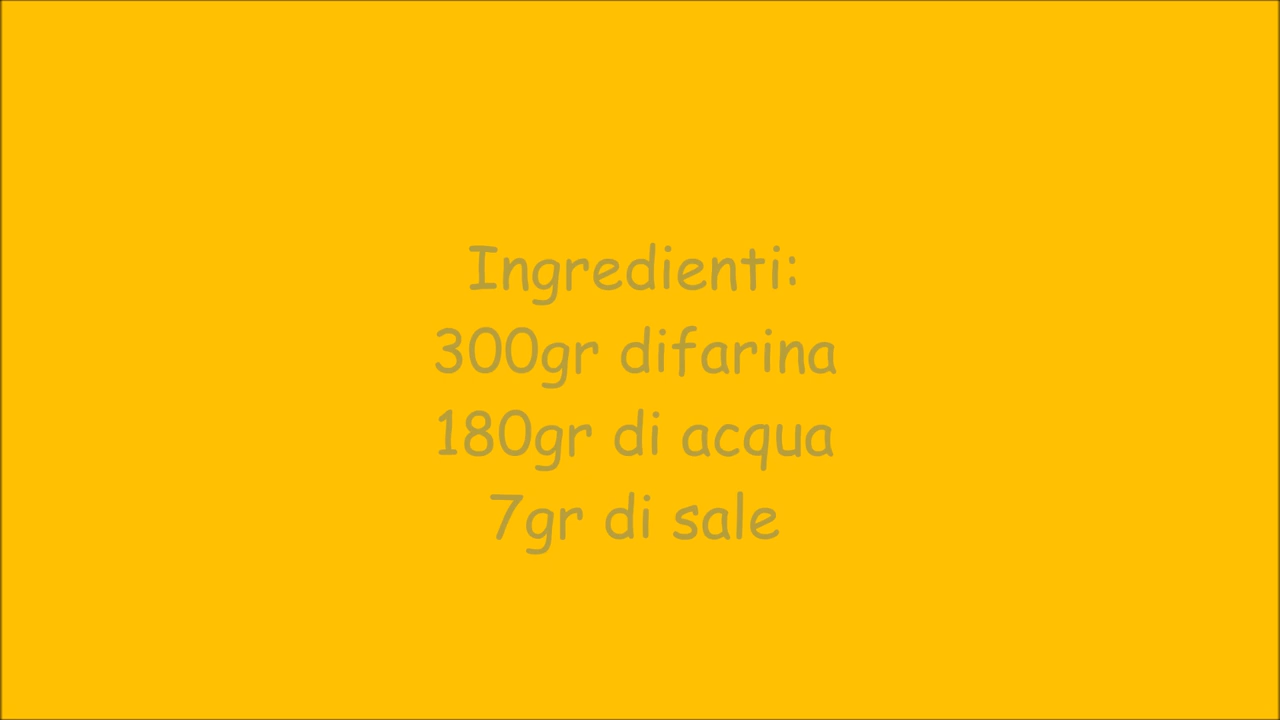 Ingredienti:
300gr difarina
180gr di acqua
7gr di sale